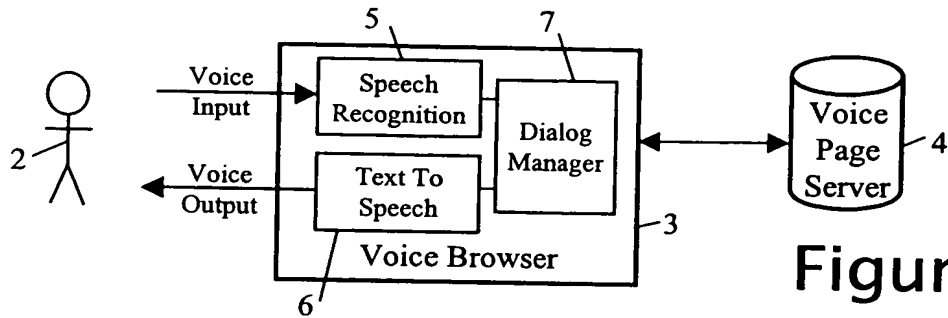 5
7
Voice
Input
Speech
Recognition
Dialog
Manager
Voice
Page
Server
2
4
Voice
Output
Text To
Speech
3
Voice Browser
6
Figur